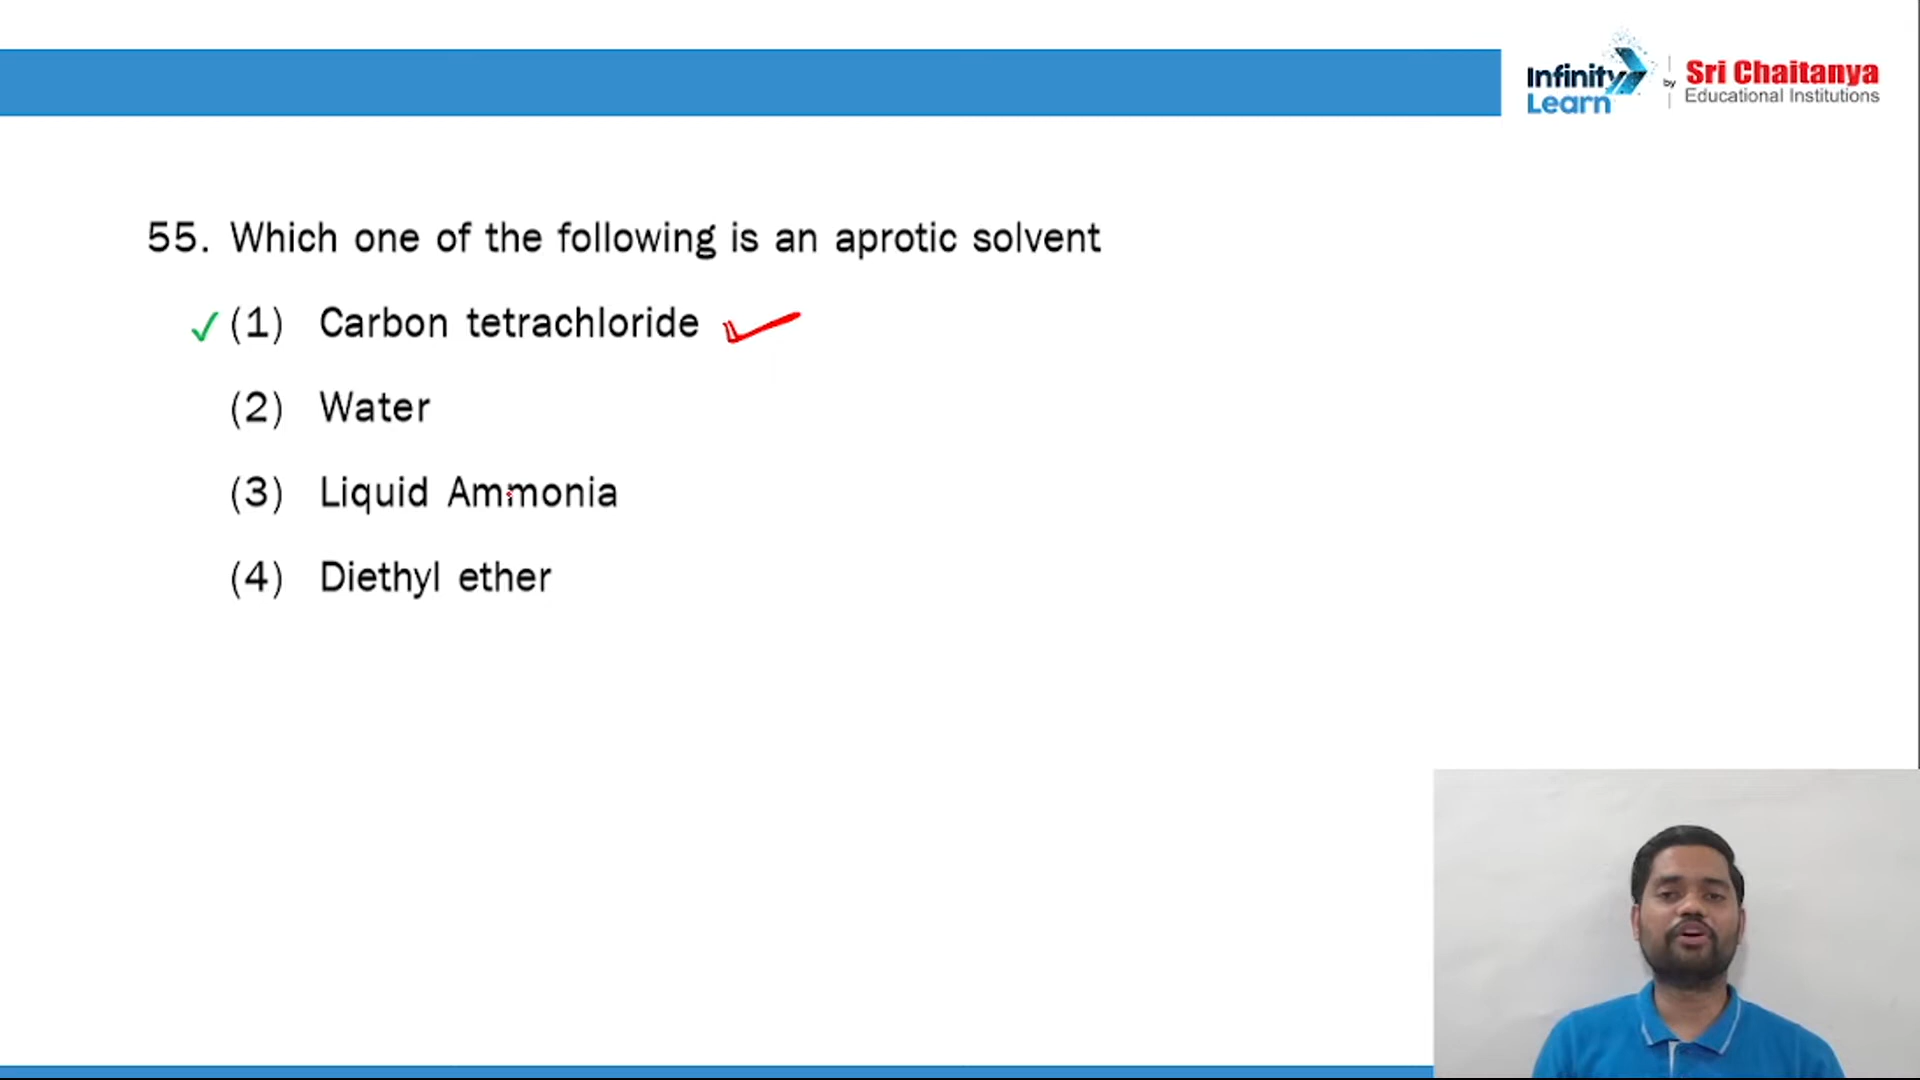 Infinity Learn by Sri Chaitanya Educational Institutions
55. Which one of the following is an aprotic solvent
(1) Carbon tetrachloride
(2) Water
(3) Liquid Ammonia
(4) Diethyl ether